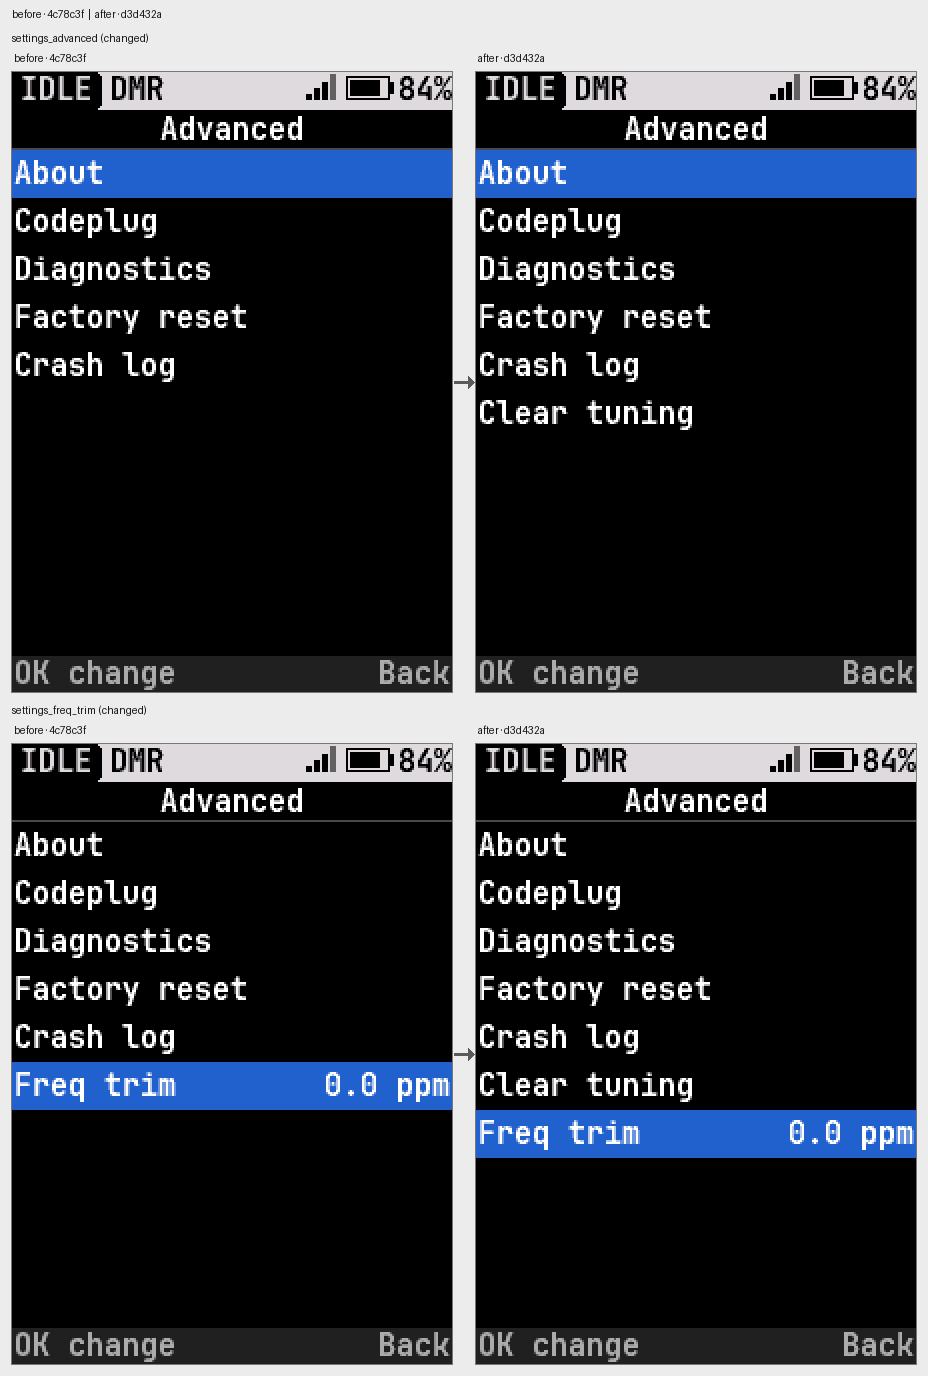 before · 4c78c3f | after · d3d432a
settings_advanced (changed)
before · 4c78c3f
IDLE DMR 84%
Advanced
About
Codeplug
Diagnostics
Factory reset
Crash log
OK change Back
after · d3d432a
IDLE DMR 84%
Advanced
About
Codeplug
Diagnostics
Factory reset
Crash log
Clear tuning
OK change Back
settings_freq_trim (changed)
before · 4c78c3f
IDLE DMR 84%
Advanced
About
Codeplug
Diagnostics
Factory reset
Crash log
Freq trim 0.0 ppm
OK change Back
after · d3d432a
IDLE DMR 84%
Advanced
About
Codeplug
Diagnostics
Factory reset
Crash log
Clear tuning
Freq trim 0.0 ppm
OK change Back